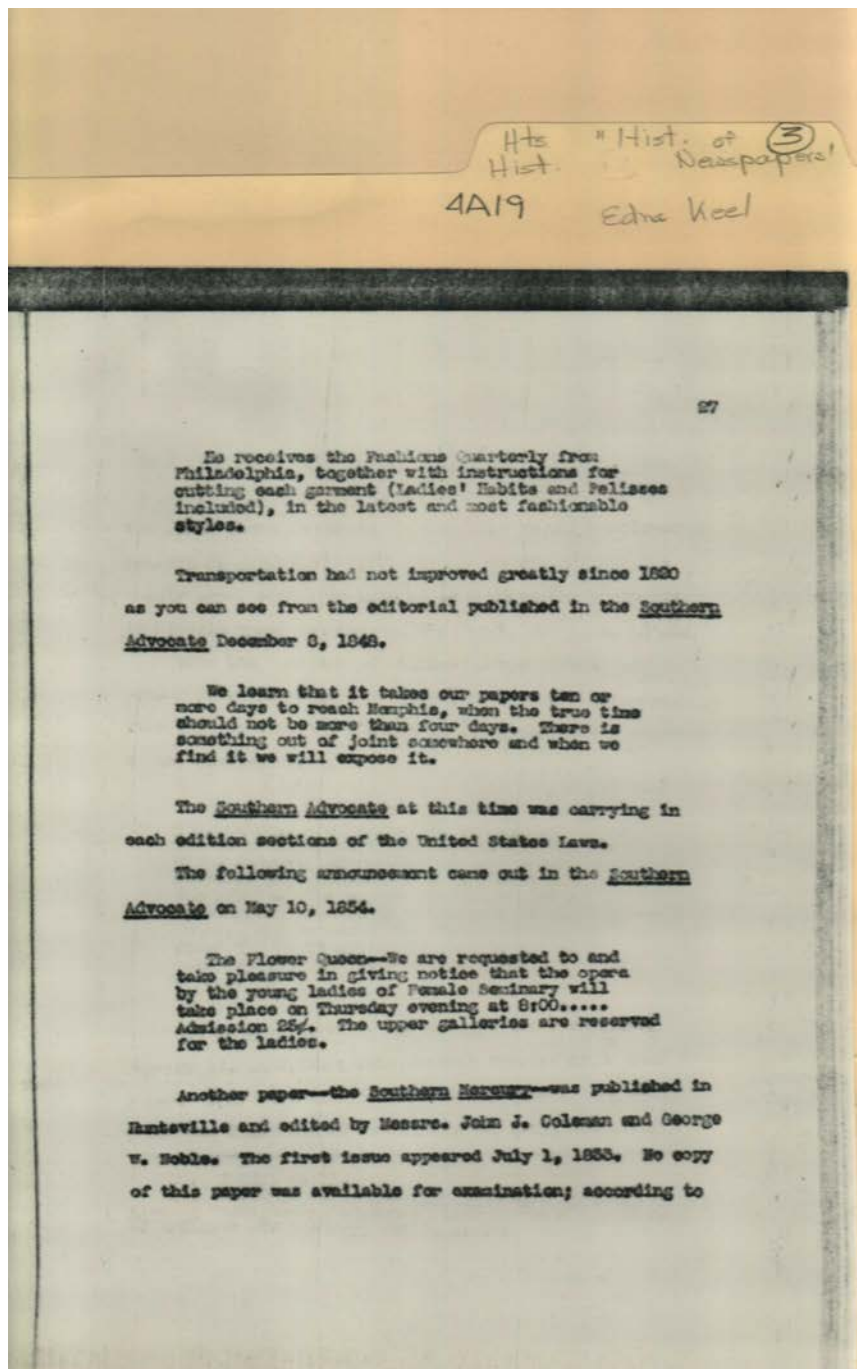 Hts "Hist. of 3
Hist. Newspapers"
4A19 Edna Keel
27
He receives the Fashions Quarterly from
Philadelphia, together with instructions for
cutting each garment (Ladies' Habits and Pelisses
included), in the latest and most fashionable
styles.
Transportation had not improved greatly since 1820
as you can see from the editorial published in the Southern
Advocate December 8, 1848.
We learn that it takes our papers ten or
more days to reach Memphis, when the true time
should not be more than four days. There is
something out of joint somewhere and when we
find it we will expose it.
The Southern Advocate at this time was carrying in
each edition sections of the United States Laws.
The following announcement came out in the Southern
Advocate on May 10, 1854.
The Flower Queen--We are requested to and
take pleasure in giving notice that the opera
by the young ladies of Female Seminary will
take place on Thursday evening at 8:00.....
Admission 25¢. The upper galleries are reserved
for the ladies.
Another paper--the Southern Mercury--was published in
Huntsville and edited by Messrs. John J. Coleman and George
W. Noble. The first issue appeared July 1, No copy
of this paper was available for examination; according to